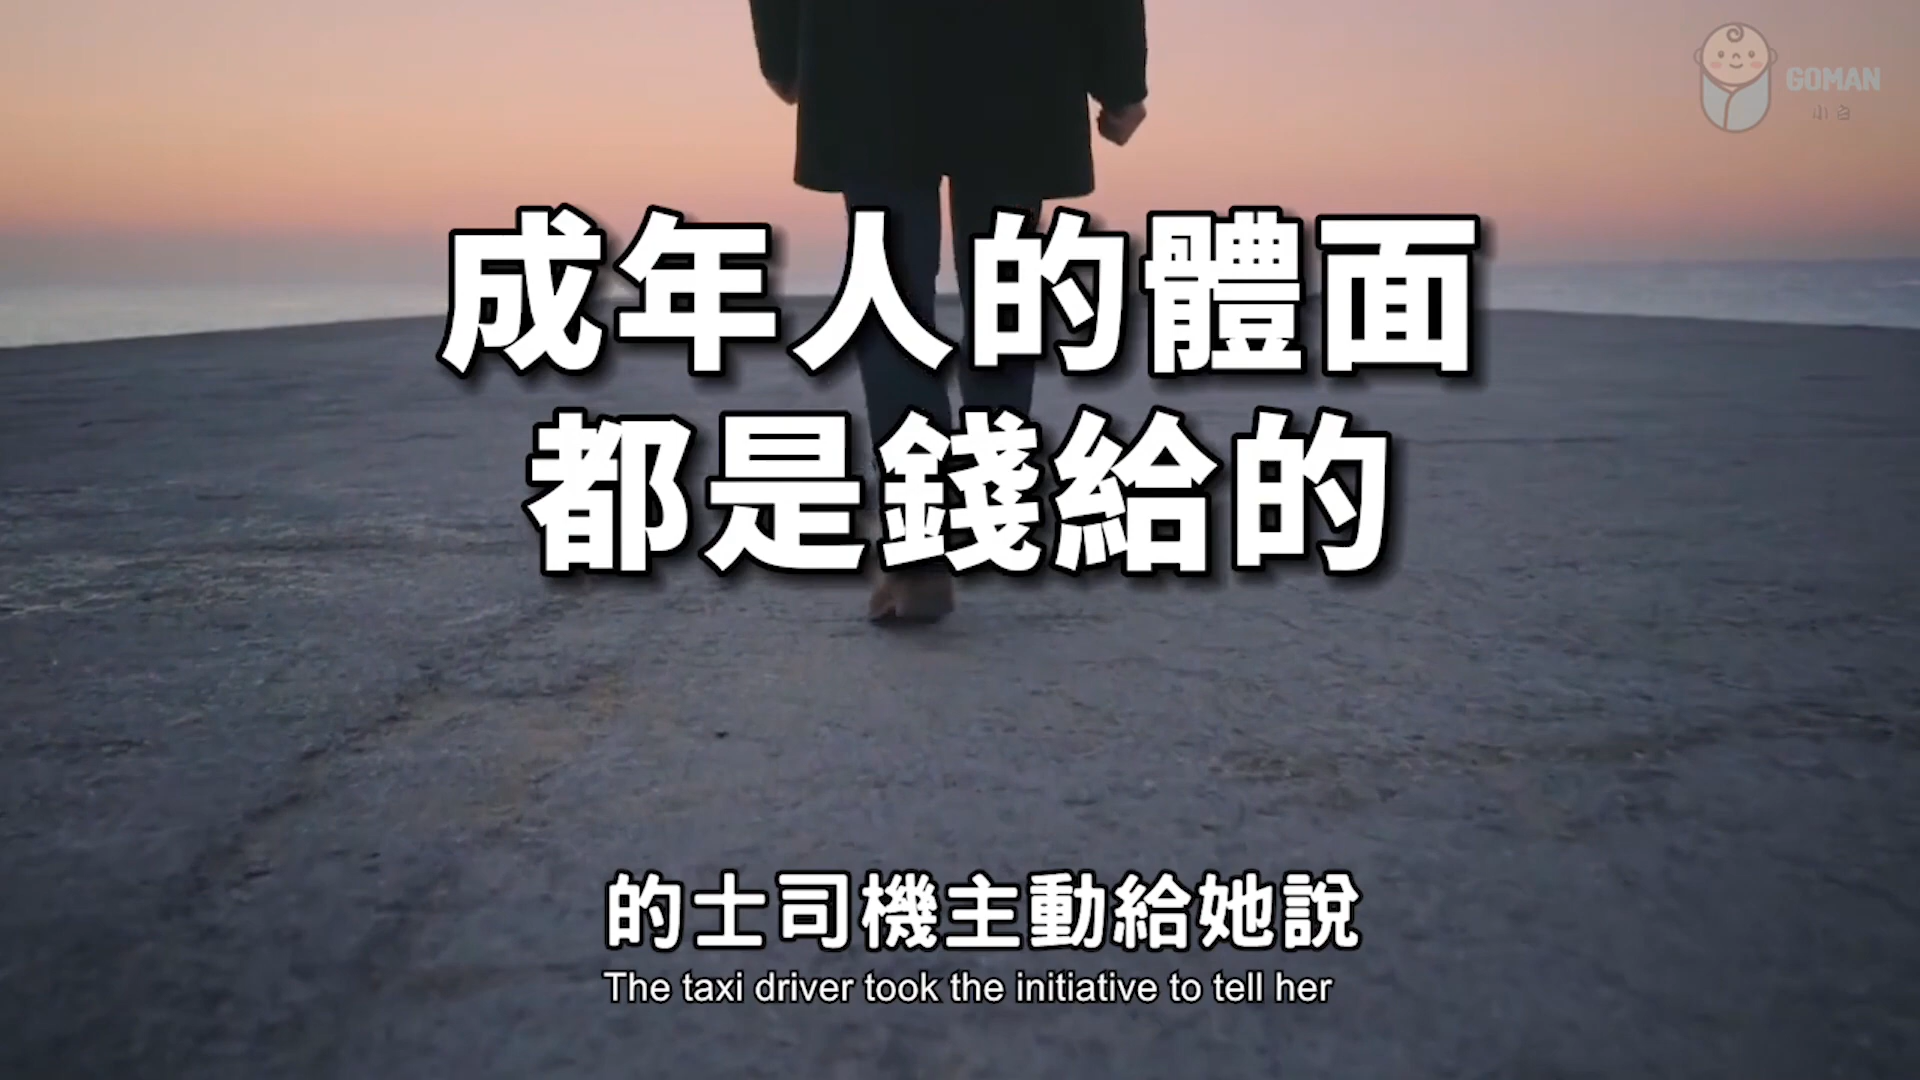 GOMAN
小白
成年人的體面
都是錢給的
的士司機主動給她說
The taxi driver took the initiative to tell her